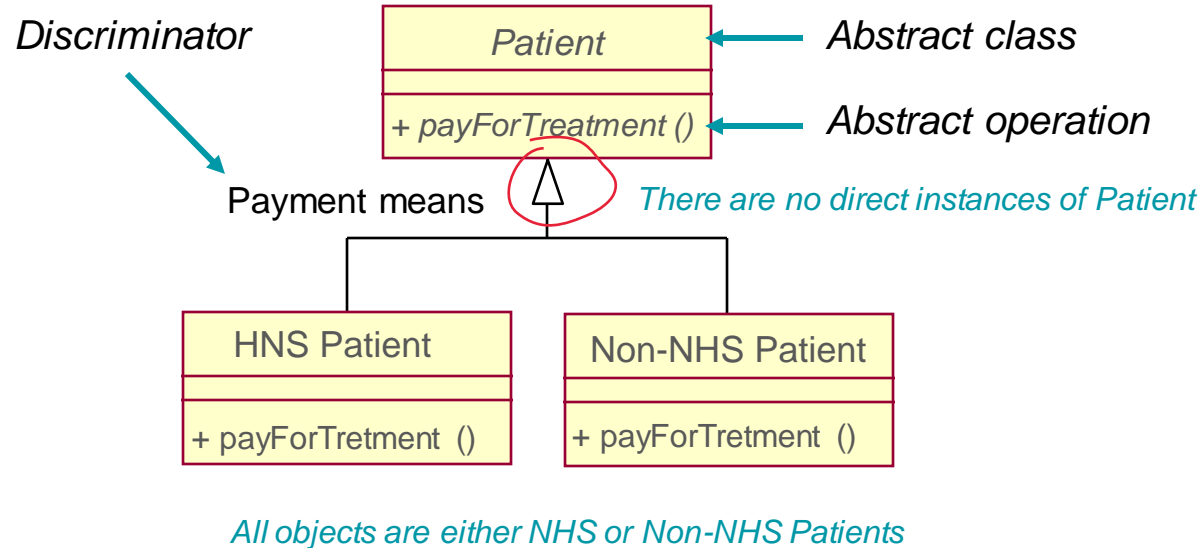 Discriminator
Patient
Abstract class
+ payForTreatment ()
Abstract operation
Payment means
There are no direct instances of Patient
HNS Patient
Non-NHS Patient
+ payForTretment ()
+ payForTretment ()
All objects are either NHS or Non-NHS Patients